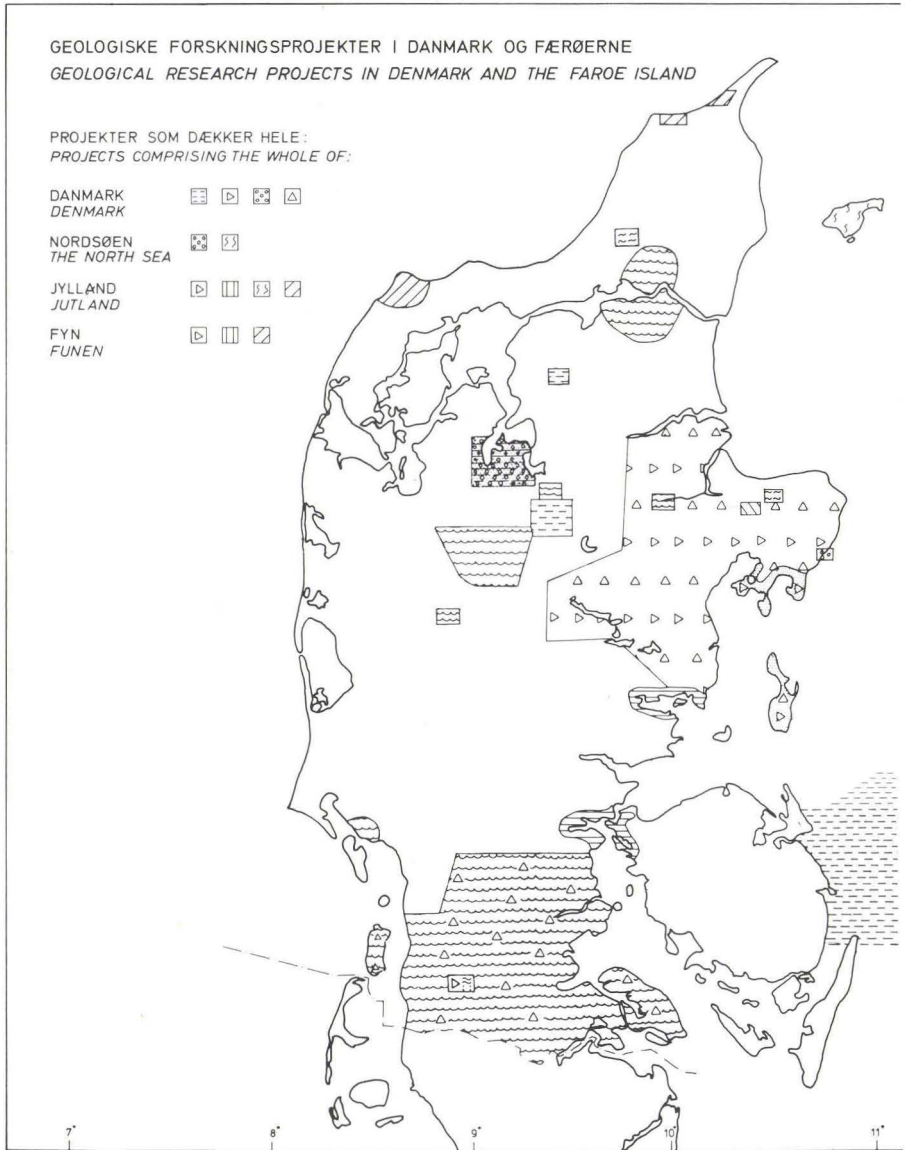 GEOLOGISKE FORSKNINGSPROJEKTER I DANMARK OG FÆRØERNE
GEOLOGICAL RESEARCH PROJECTS IN DENMARK AND THE FAROE ISLAND
PROJEKTER SOM DÆKKER HELE:
PROJECTS COMPRISING THE WHOLE OF:
DANMARK
DENMARK
NORDSØEN
THE NORTH SEA
JYLLAND
JUTLAND
FYN
FUNEN
7° 8° 9° 10° 11°